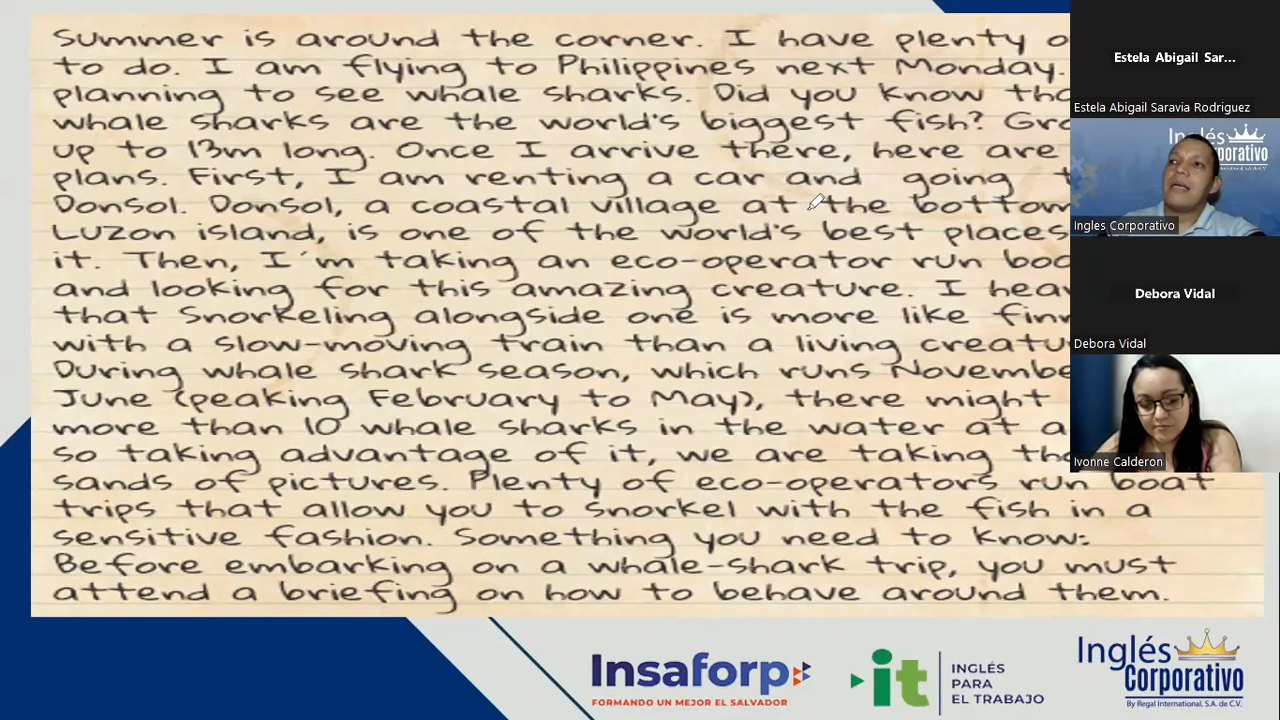 Summer is around the corner. I have plenty
to do. I am flying to Philippines next Monday.
planning to see whale sharks. Did you know
whale sharks are the world's biggest fish?
up to 13m long. Once I arrive there, here are
plans. First, I am renting a car and going
Donsol. Donsol, a coastal village at the bottom
Luzon island, is one of the world's best places
it. Then, I'm taking an eco-operator run
and looking for this amazing creature. I
that snorkeling alongside one is more like
with a slow-moving train than a living
During whale shark season, which runs
June (peaking February to May), there might
more than 10 whale sharks in the water at a
so taking advantage of it, we are taking
sands of pictures. Plenty of eco-operators run boat
trips that allow you to snorkel with the fish in a
sensitive fashion. Something you need to know:
Before embarking on a whale-shark trip, you must
attend a briefing on how to behave around them.
Estela Abigail Sar...
Estela Abigail Saravia Rodriguez
Inglés
Corporativo
Ingles Corporativo
Debora Vidal
Debora Vidal
Ivonne Calderon
Insaforp
FORMANDO UN MEJOR EL SALVADOR
it
INGLÉS
PARA
EL TRABAJO
Inglés
Corporativo
By Regal International, S.A. de C.V.